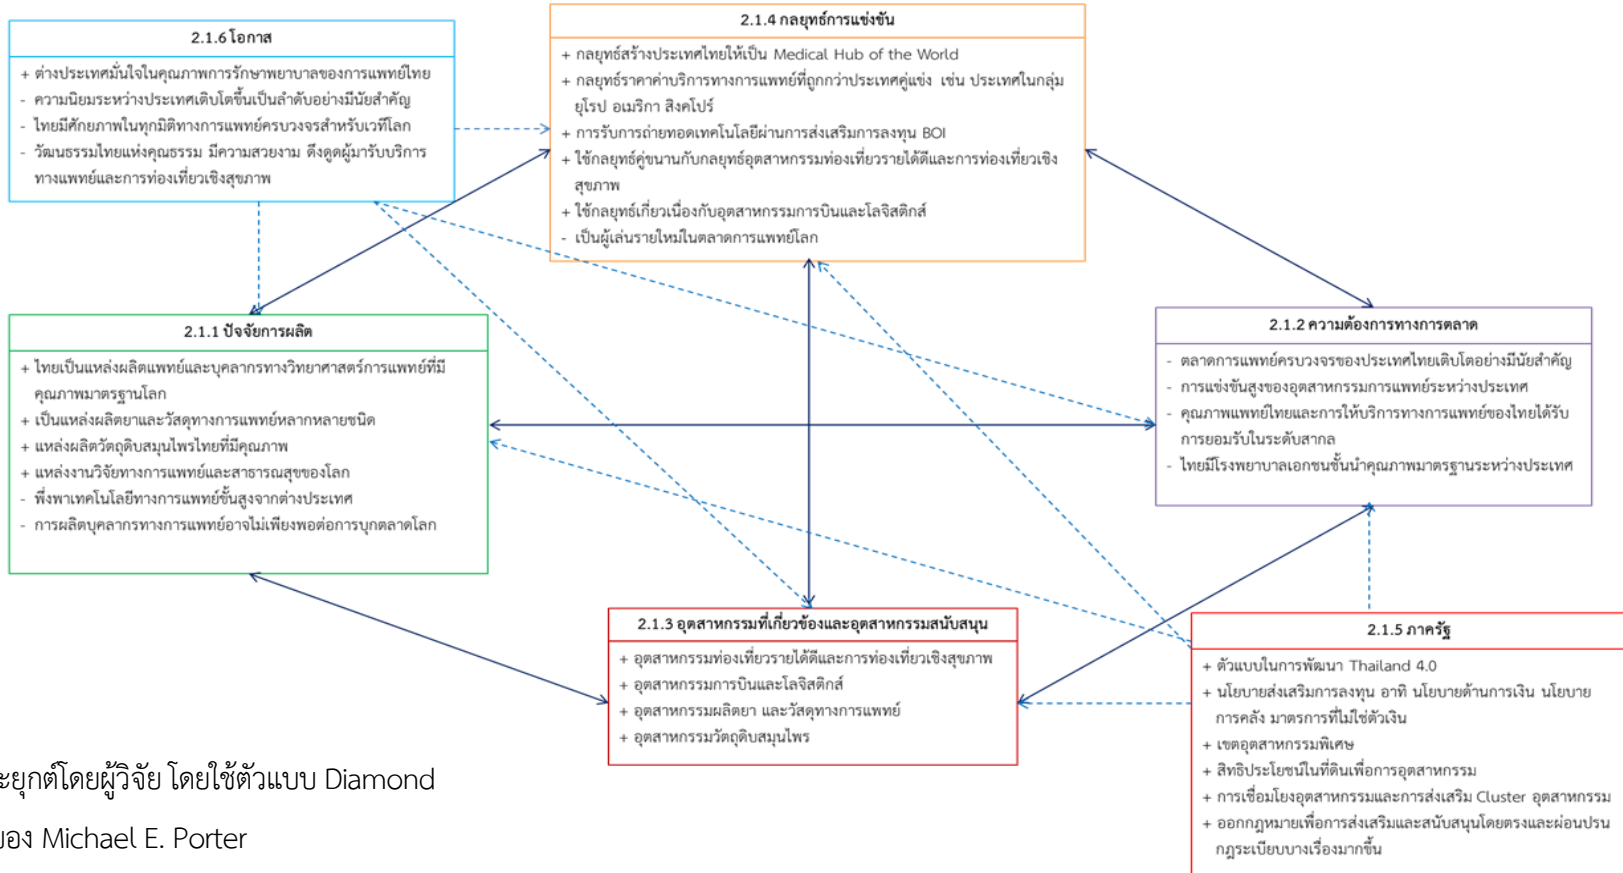 2.1.6 โอกาส
+ ต่างประเทศมั่นใจในคุณภาพการรักษาพยาบาลของการแพทย์ไทย
- ความนิยมระหว่างประเทศเติบโตขึ้นเป็นลำดับอย่างมีนัยสำคัญ
- ไทยมีศักยภาพในทุกมิติทางการแพทย์ครบวงจรสำหรับเวทีโลก
- วัฒนธรรมไทยแห่งคุณธรรม มีความสวยงาม ดึงดูดผู้มารับบริการ
ทางแพทย์และการท่องเที่ยวเชิงสุขภาพ
2.1.4 กลยุทธ์การแข่งขัน
+ กลยุทธ์สร้างประเทศไทยให้เป็น Medical Hub of the World
+ กลยุทธ์ราคาค่าบริการทางการแพทย์ที่ถูกกว่าประเทศคู่แข่ง เช่น ประเทศในกลุ่ม
ยุโรป อเมริกา สิงคโปร์
+ การรับการถ่ายทอดเทคโนโลยีผ่านการส่งเสริมการลงทุน BOI
+ ใช้กลยุทธ์คู่ขนานกับกลยุทธ์อุตสาหกรรมท่องเที่ยวรายได้ดีและการท่องเที่ยวเชิง
สุขภาพ
+ ใช้กลยุทธ์เกี่ยวเนื่องกับอุตสาหกรรมการบินและโลจิสติกส์
- เป็นผู้เล่นรายใหม่ในตลาดการแพทย์โลก
2.1.1 ปัจจัยการผลิต
+ ไทยเป็นแหล่งผลิตแพทย์และบุคลากรทางวิทยาศาสตร์การแพทย์ที่มี
คุณภาพมาตรฐานโลก
+ เป็นแหล่งผลิตยาและวัสดุทางการแพทย์หลากหลายชนิด
+ แหล่งผลิตวัตถุดิบสมุนไพรไทยที่มีคุณภาพ
+ แหล่งงานวิจัยทางการแพทย์และสาธารณสุขของโลก
- พึ่งพาเทคโนโลยีทางการแพทย์ขั้นสูงจากต่างประเทศ
- การผลิตบุคลากรทางการแพทย์อาจไม่เพียงพอต่อการบุกตลาดโลก
2.1.2 ความต้องการทางการตลาด
- ตลาดการแพทย์ครบวงจรของประเทศไทยเติบโตอย่างมีนัยสำคัญ
- การแข่งขันสูงของอุตสาหกรรมการแพทย์ระหว่างประเทศ
- คุณภาพแพทย์ไทยและการให้บริการทางการแพทย์ของไทยได้รับ
การยอมรับในระดับสากล
- ไทยมีโรงพยาบาลเอกชนชั้นนำคุณภาพมาตรฐานระหว่างประเทศ
2.1.3 อุตสาหกรรมที่เกี่ยวข้องและอุตสาหกรรมสนับสนุน
+ อุตสาหกรรมท่องเที่ยวรายได้ดีและการท่องเที่ยวเชิงสุขภาพ
+ อุตสาหกรรมการบินและโลจิสติกส์
+ อุตสาหกรรมผลิตยา และวัสดุทางการแพทย์
+ อุตสาหกรรมวัตถุดิบสมุนไพร
2.1.5 ภาครัฐ
+ ตัวแบบในการพัฒนา Thailand 4.0
+ นโยบายส่งเสริมการลงทุน อาทิ นโยบายด้านการเงิน นโยบาย
การคลัง มาตรการที่ไม่ใช่ตัวเงิน
+ เขตอุตสาหกรรมพิเศษ
+ สิทธิประโยชน์ในที่ดินเพื่อการอุตสาหกรรม
+ การเชื่อมโยงอุตสาหกรรมและการส่งเสริม Cluster อุตสาหกรรม
+ ออกกฎหมายเพื่อการส่งเสริมและสนับสนุนโดยตรงและผ่อนปรน
กฎระเบียบบางเรื่องมากขึ้น
ะยุกต์โดยผู้วิจัย โดยใช้ตัวแบบ Diamond
ของ Michael E. Porter